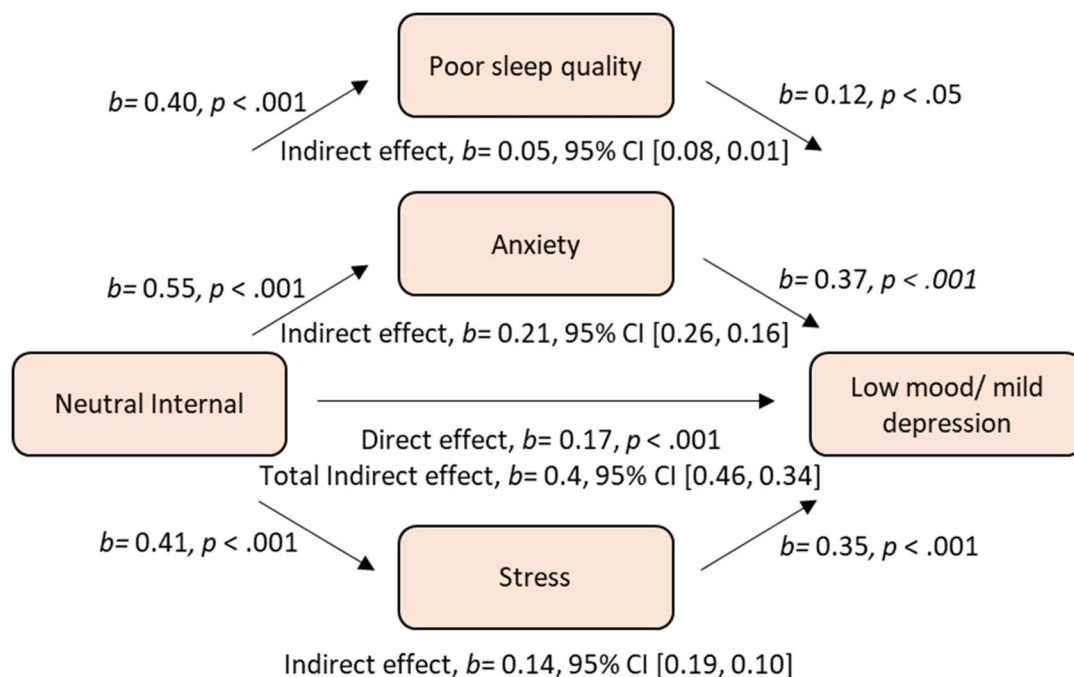 Poor sleep quality
b= 0.40, p < .001
b= 0.12, p < .05
Indirect effect, b= 0.05, 95% CI [0.08, 0.01]
Anxiety
b= 0.55, p < .001
b= 0.37, p < .001
Indirect effect, b= 0.21, 95% CI [0.26, 0.16]
Neutral Internal
Low mood/ mild
depression
Direct effect, b= 0.17, p < .001
Total Indirect effect, b= 0.4, 95% CI [0.46, 0.34]
b= 0.41, p < .001
b= 0.35, p < .001
Stress
Indirect effect, b= 0.14, 95% CI [0.19, 0.10]